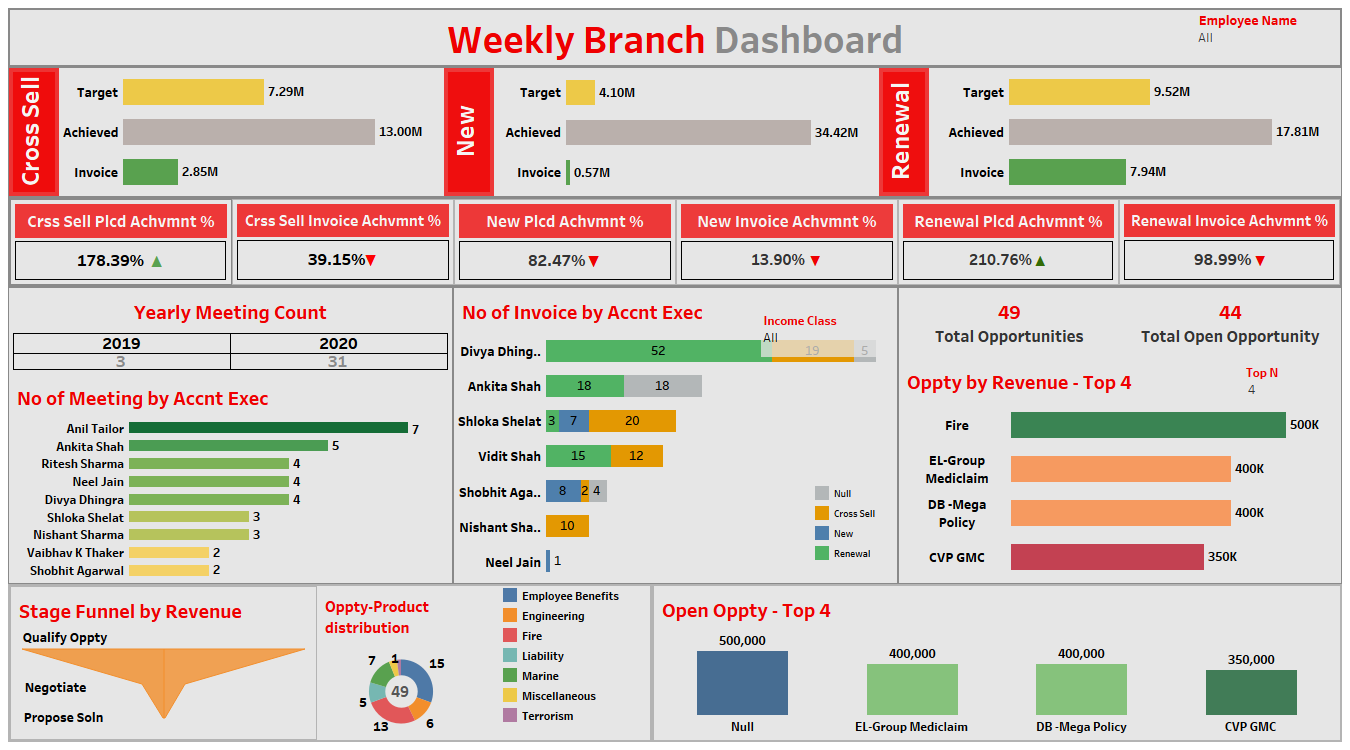 Weekly Branch Dashboard
Employee Name
All
Cross Sell
Target 7.29M
Achieved 13.00M
Invoice 2.85M
New
Target 4.10M
Achieved 34.42M
Invoice 0.57M
Renewal
Target 9.52M
Achieved 17.81M
Invoice 7.94M
Crss Sell Plcd Achvmnt %
178.39% ▲
Crss Sell Invoice Achvmnt %
39.15%▼
New Plcd Achvmnt %
82.47% ▼
New Invoice Achvmnt %
13.90% ▼
Renewal Plcd Achvmnt %
210.76% ▲
Renewal Invoice Achvmnt %
98.99% ▼
Yearly Meeting Count
2019 2020
3 31
No of Meeting by Accnt Exec
Anil Tailor 7
Ankita Shah 5
Ritesh Sharma 4
Neel Jain 4
Divya Dhingra 4
Shloka Shelat 3
Nishant Sharma 3
Vaibhav K Thaker 2
Shobhit Agarwal 2
No of Invoice by Accnt Exec
Income Class
All
Divya Dhing.. 52 19 5
Ankita Shah 18 18
Shloka Shelat 3 7 20
Vidit Shah 15 12
Shobhit Aga.. 8 2 4
Nishant Sha.. 10
Neel Jain 1
Null
Cross Sell
New
Renewal
49
Total Opportunities
44
Total Open Opportunity
Oppty by Revenue - Top 4
Top N
4
Fire 500K
EL-Group
Mediclaim 400K
DB -Mega
Policy 400K
CVP GMC 350K
Stage Funnel by Revenue
Qualify Oppty
Negotiate
Propose Soln
Oppty-Product
distribution
7 1 15
49
5
13 6
Employee Benefits
Engineering
Fire
Liability
Marine
Miscellaneous
Terrorism
Open Oppty - Top 4
500,000 400,000 400,000 350,000
Null EL-Group Mediclaim DB -Mega Policy CVP GMC